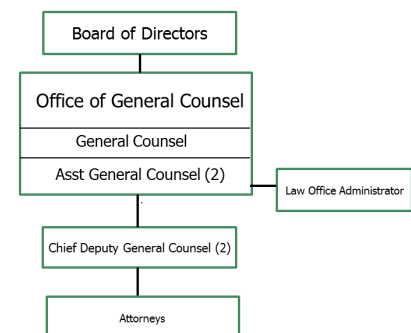 Board of Directors
Office of General Counsel
General Counsel
Asst General Counsel (2)
Law Office Administrator
Chief Deputy General Counsel (2)
Attorneys